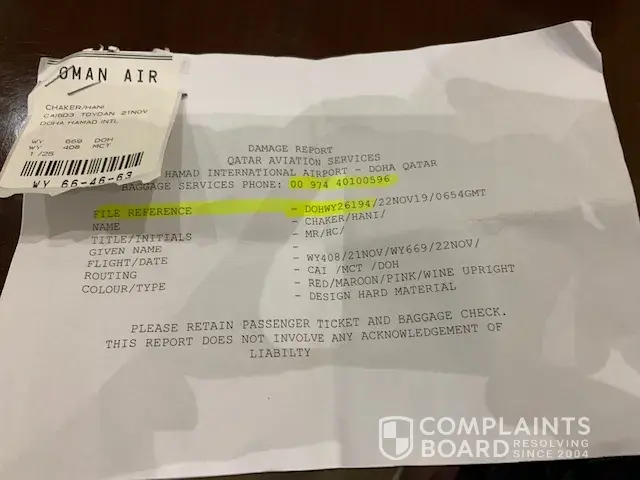 OMAN AIR
CHAKER/HANI
21NOV
DOHA HAMAD INTL
WY 669 DOH
WY 408 MCT
1 /25
WY 66-46-63
DAMAGE REPORT
QATAR AVIATION SERVICES
HAMAD INTERNATIONAL AIRPORT - DOHA QATAR
BAGGAGE SERVICES PHONE: 00 974 40100596
FILE REFERENCE - DOHWY26194/22NOV19/0654GMT
NAME - CHAKER/HANI/
TITLE/INITIALS - MR/HC/
GIVEN NAME -
FLIGHT/DATE - WY408/21NOV/WY669/22NOV/
ROUTING - CAI /MCT /DOH
COLOUR/TYPE - RED/MAROON/PINK/WINE UPRIGHT
- DESIGN HARD MATERIAL
PLEASE RETAIN PASSENGER TICKET AND BAGGAGE CHECK.
THIS REPORT DOES NOT INVOLVE ANY ACKNOWLEDGEMENT OF
LIABILTY
COMPLAINTS
BOARD RESOLVING
SINCE 2004